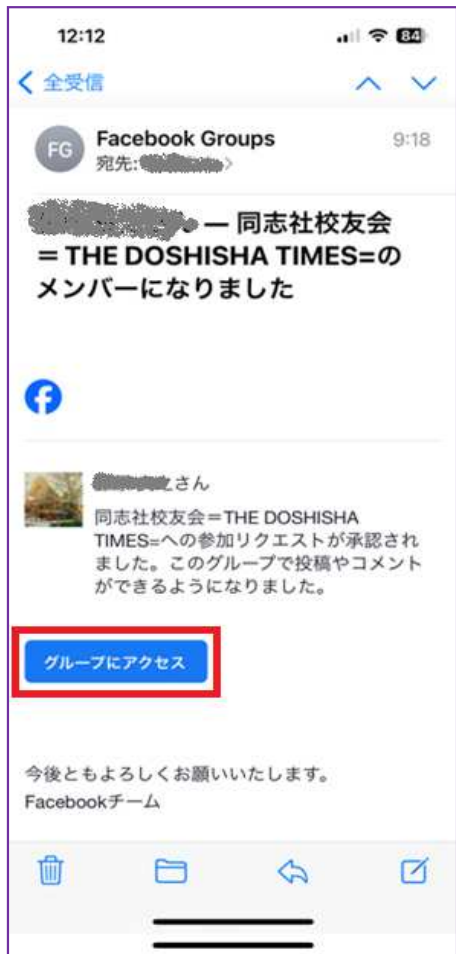 12:12
84
全受信
FG
Facebook Groups
9:18
宛先:
— 同志社校友会
= THE DOSHISHA TIMES=の
メンバーになりました
さん
同志社校友会=THE DOSHISHA
TIMES=への参加リクエストが承認され
ました。このグループで投稿やコメント
ができるようになりました。
グループにアクセス
今後ともよろしくお願いいたします。
Facebookチーム